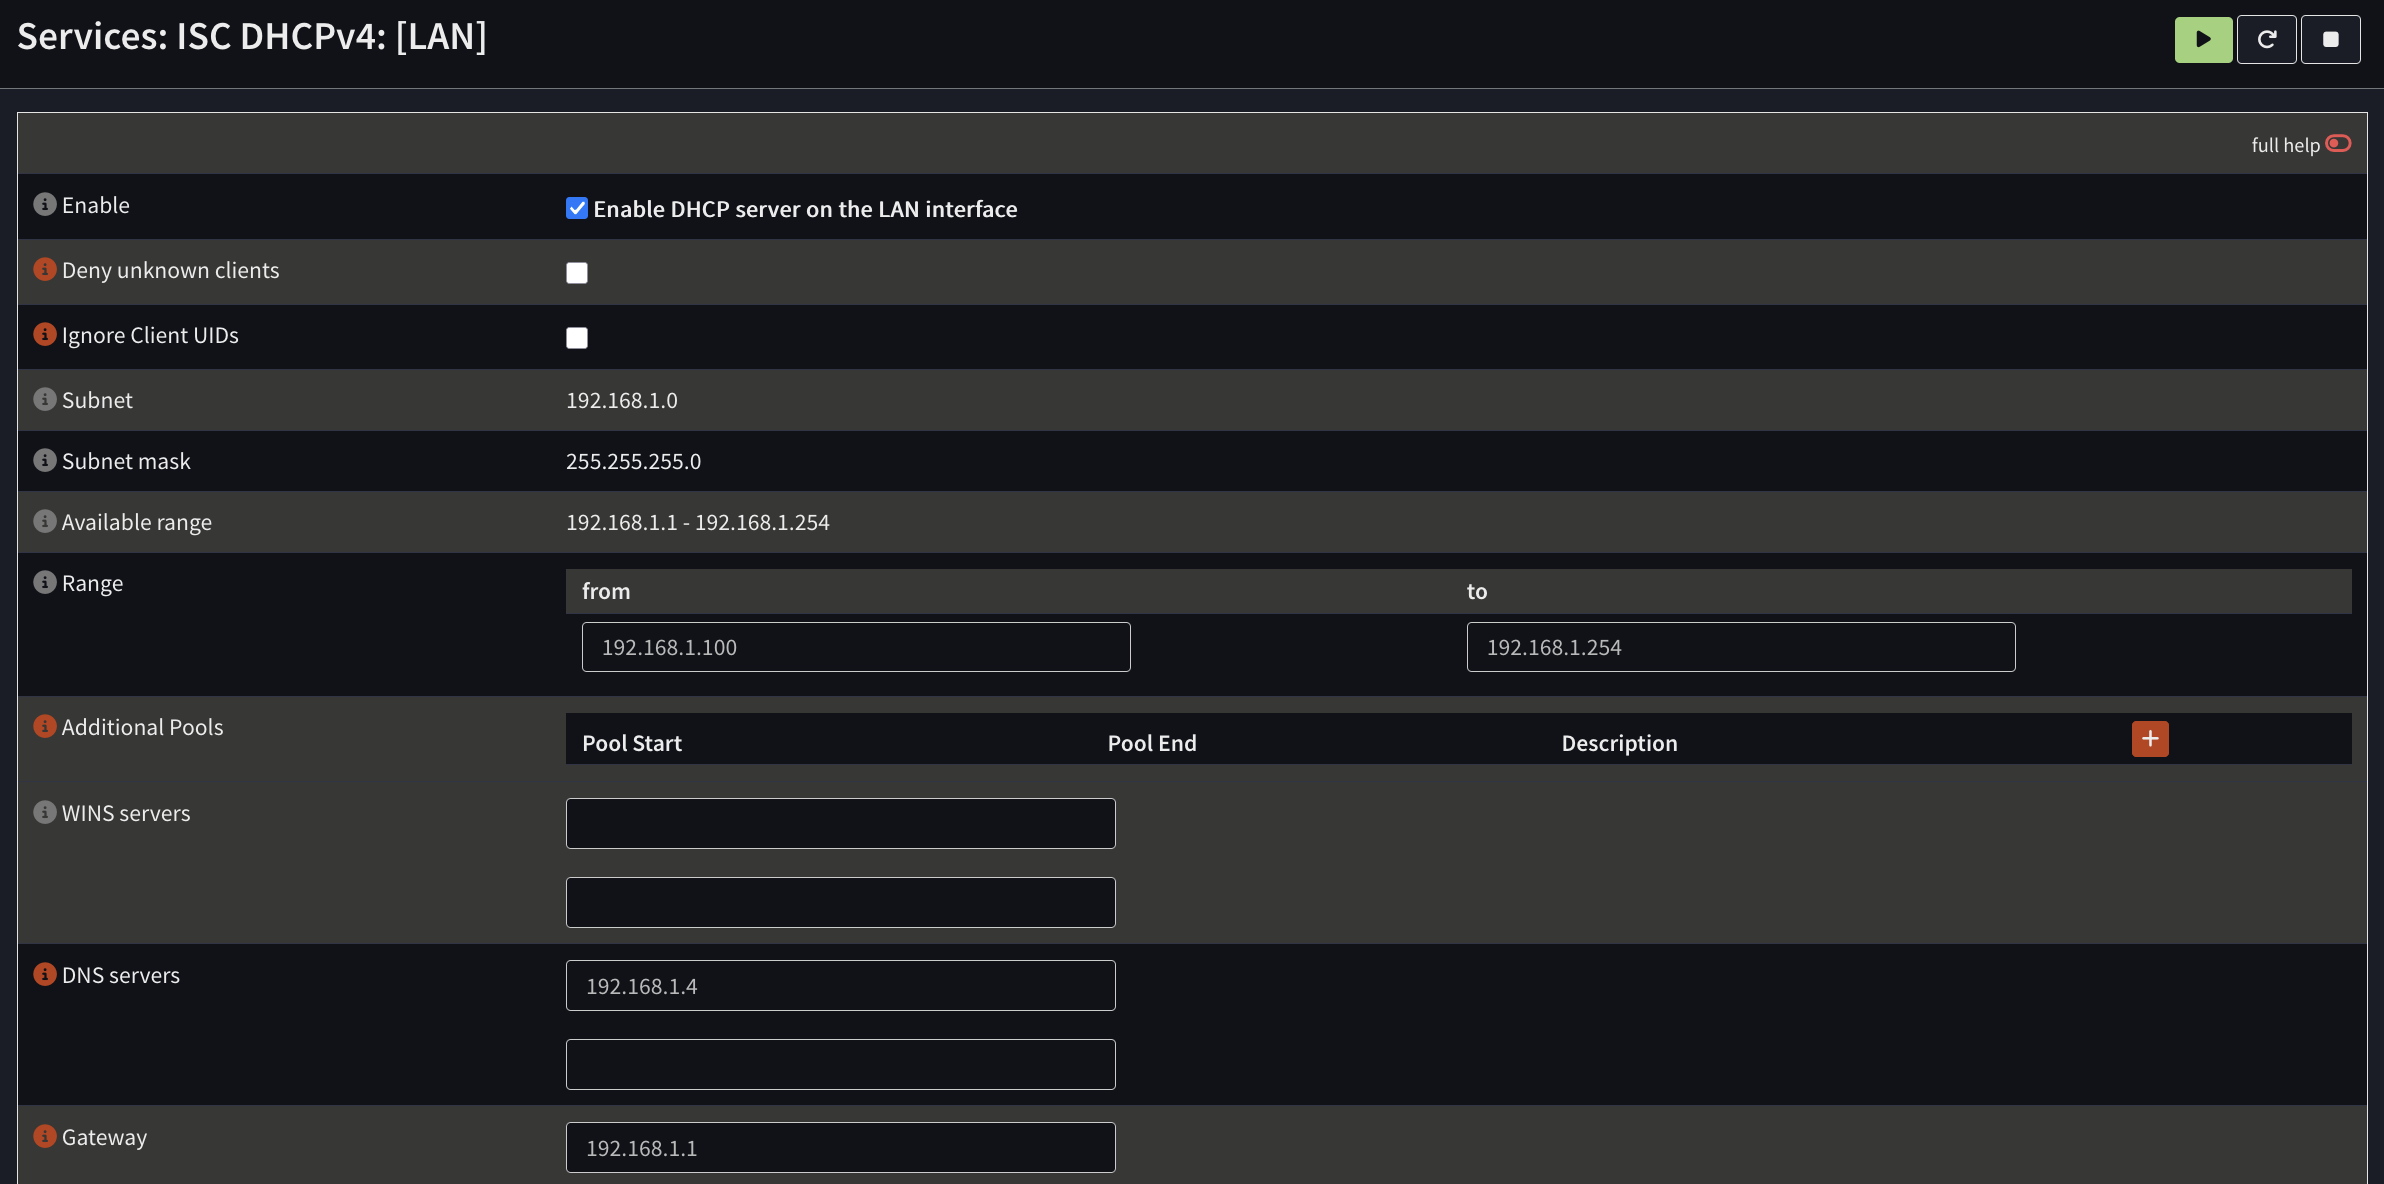 Services: ISC DHCPv4: [LAN]
full help
Enable
Enable DHCP server on the LAN interface
Deny unknown clients
Ignore Client UIDs
Subnet
192.168.1.0
Subnet mask
255.255.255.0
Available range
192.168.1.1 - 192.168.1.254
Range
from to
192.168.1.100 192.168.1.254
Additional Pools
Pool Start Pool End Description
WINS servers
DNS servers
192.168.1.4
Gateway
192.168.1.1